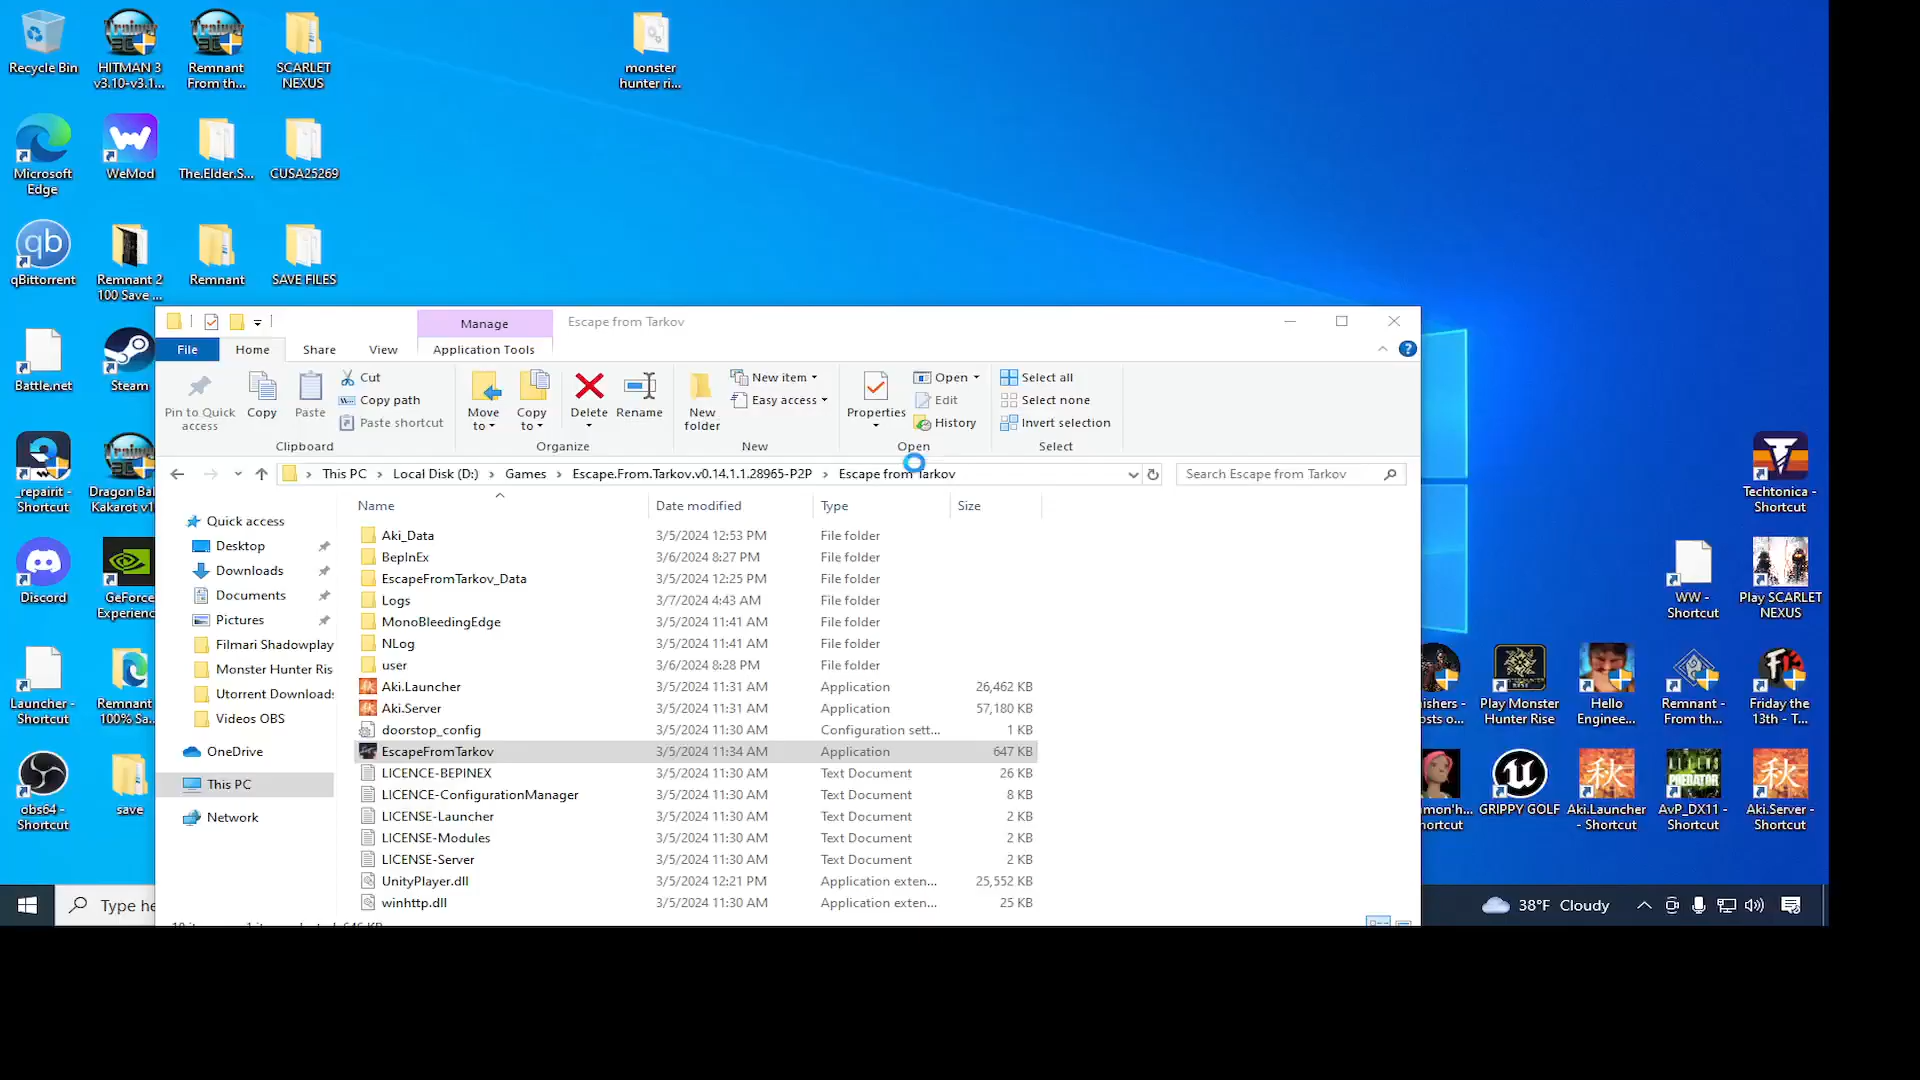 Recycle Bin
HITMAN 3
v3.10-v3.1...
Remnant
From th...
SCARLET
NEXUS
monster
hunter ri...
Microsoft
Edge
WeMod
The.Elder.S...
CUSA25269
qBittorrent
Remnant 2
100 Save ...
Remnant
SAVE FILES
Battle.net
Steam
_repairit -
Shortcut
Dragon Bal
Kakarot v1
Discord
GeForce
Experienc
Launcher -
Shortcut
Remnant
100% Sa...
obs64 -
Shortcut
save
Manage
Escape from Tarkov
File
Home
Share
View
Application Tools
Pin to Quick
access
Copy
Paste
Cut
Copy path
Paste shortcut
Clipboard
Move
to
Copy
to
Delete
Rename
Organize
New
folder
New item
Easy access
New
Properties
Open
Edit
History
Open
Select all
Select none
Invert selection
Select
This PC
Local Disk (D:)
Games
Escape.From.Tarkov.v0.14.1.1.28965-P2P
Escape from Tarkov
Search Escape from Tarkov
Quick access
Desktop
Downloads
Documents
Pictures
Filmari Shadowplay
Monster Hunter Ris
Utorrent Downloads
Videos OBS
OneDrive
This PC
Network
Name Date modified Type Size
Aki_Data 3/5/2024 12:53 PM File folder
BepInEx 3/6/2024 8:27 PM File folder
EscapeFromTarkov_Data 3/5/2024 12:25 PM File folder
Logs 3/7/2024 4:43 AM File folder
MonoBleedingEdge 3/5/2024 11:41 AM File folder
NLog 3/5/2024 11:41 AM File folder
user 3/6/2024 8:28 PM File folder
Aki.Launcher 3/5/2024 11:31 AM Application 26,462 KB
Aki.Server 3/5/2024 11:31 AM Application 57,180 KB
doorstop_config 3/5/2024 11:30 AM Configuration sett... 1 KB
EscapeFromTarkov 3/5/2024 11:34 AM Application 647 KB
LICENCE-BEPINEX 3/5/2024 11:30 AM Text Document 26 KB
LICENCE-ConfigurationManager 3/5/2024 11:30 AM Text Document 8 KB
LICENSE-Launcher 3/5/2024 11:30 AM Text Document 2 KB
LICENSE-Modules 3/5/2024 11:30 AM Text Document 2 KB
LICENSE-Server 3/5/2024 11:30 AM Text Document 2 KB
UnityPlayer.dll 3/5/2024 12:21 PM Application exten... 25,552 KB
winhttp.dll 3/5/2024 11:30 AM Application exten... 25 KB
Techtonica -
Shortcut
WW -
Shortcut
Play SCARLET
NEXUS
ishers -
osts o...
Play Monster
Hunter Rise
Hello
Enginee...
Remnant -
From th...
Friday the
13th - T...
mon'h...
hortcut
GRIPPY GOLF
Aki.Launcher
- Shortcut
ALIENS
PREDATOR
AvP_DX11 -
Shortcut
Aki.Server -
Shortcut
Type he
38°F Cloudy